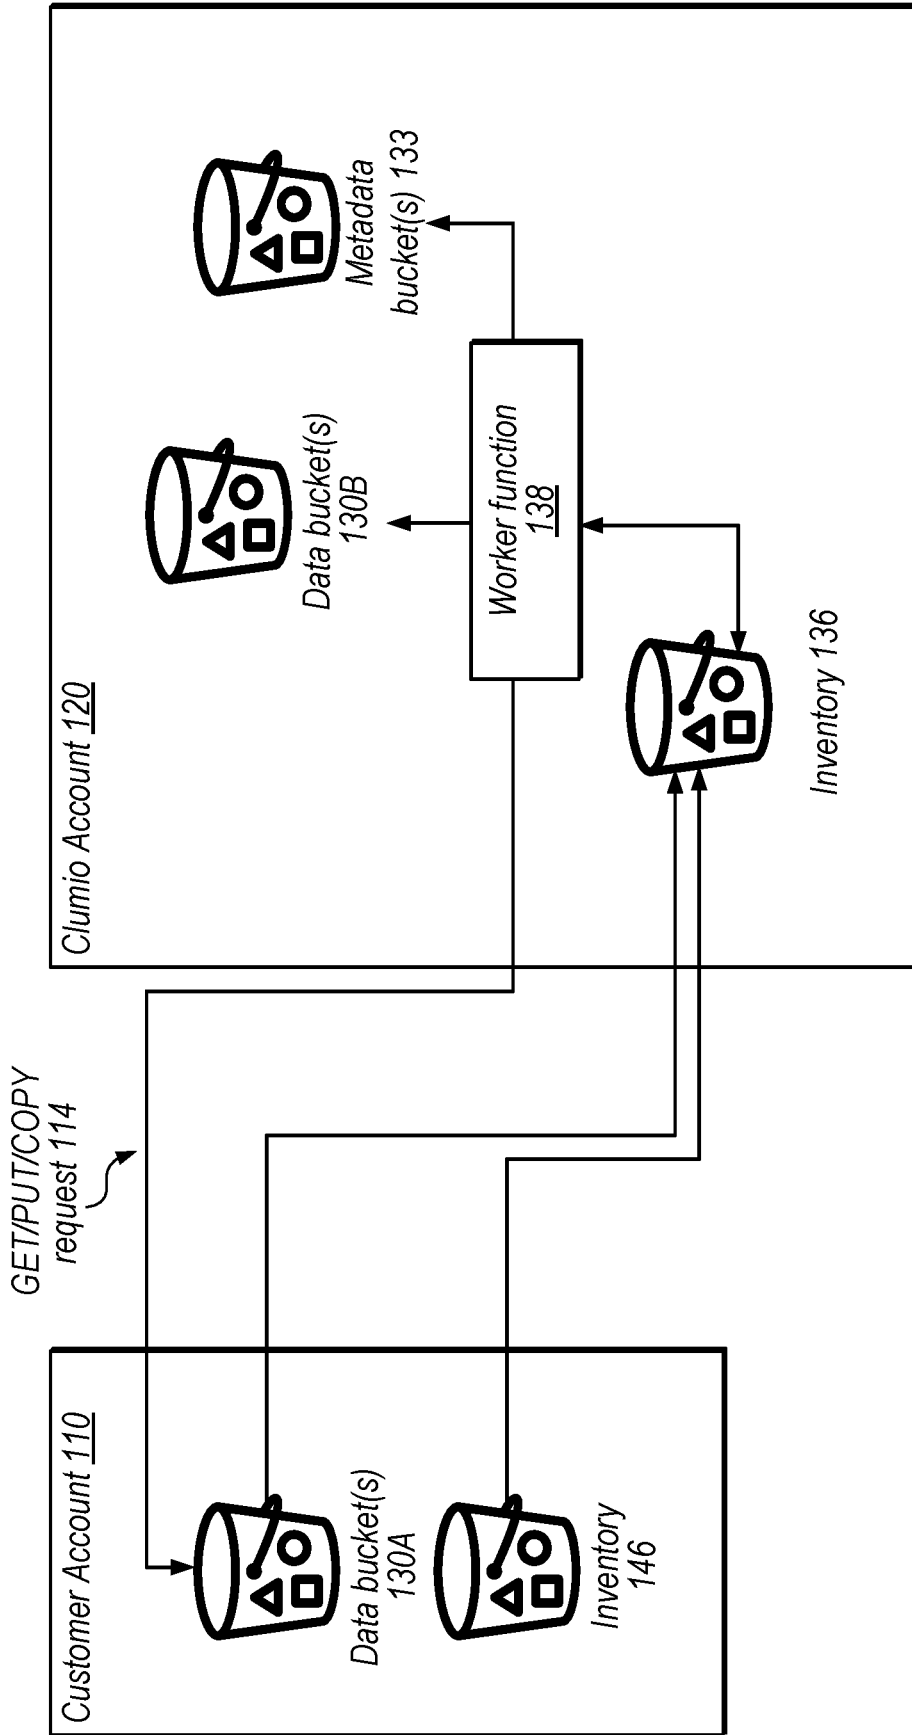 GET/PUT/COPY
request 114
Customer Account 110
Data bucket(s)
130A
Inventory
146
Clumio Account 120
Data bucket(s)
130B
Metadata
bucket(s) 133
Worker function
138
Inventory 136